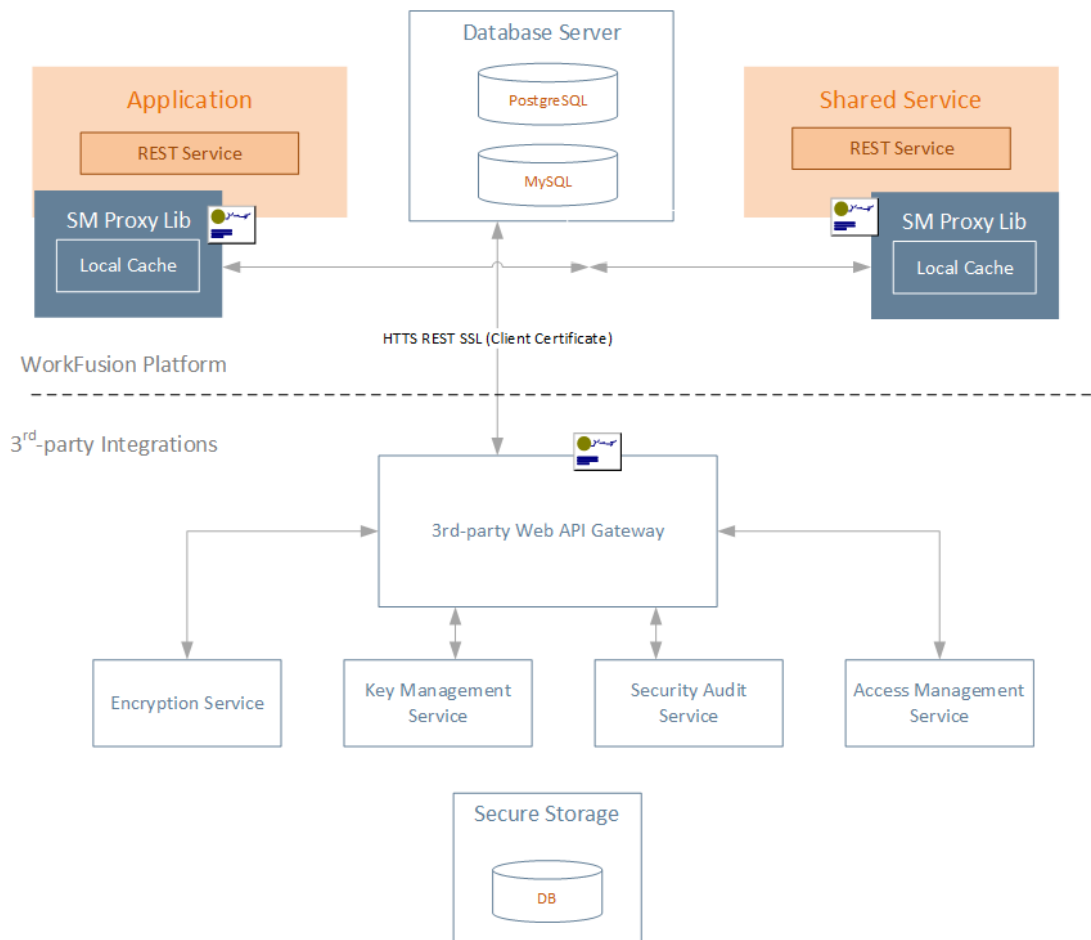 Database Server
PostgreSQL
MySQL
Application
REST Service
SM Proxy Lib
Local Cache
Shared Service
REST Service
SM Proxy Lib
Local Cache
HTTS REST SSL (Client Certificate)
WorkFusion Platform
3rd-party Integrations
3rd-party Web API Gateway
Encryption Service
Key Management
Service
Security Audit
Service
Access Management
Service
Secure Storage
DB